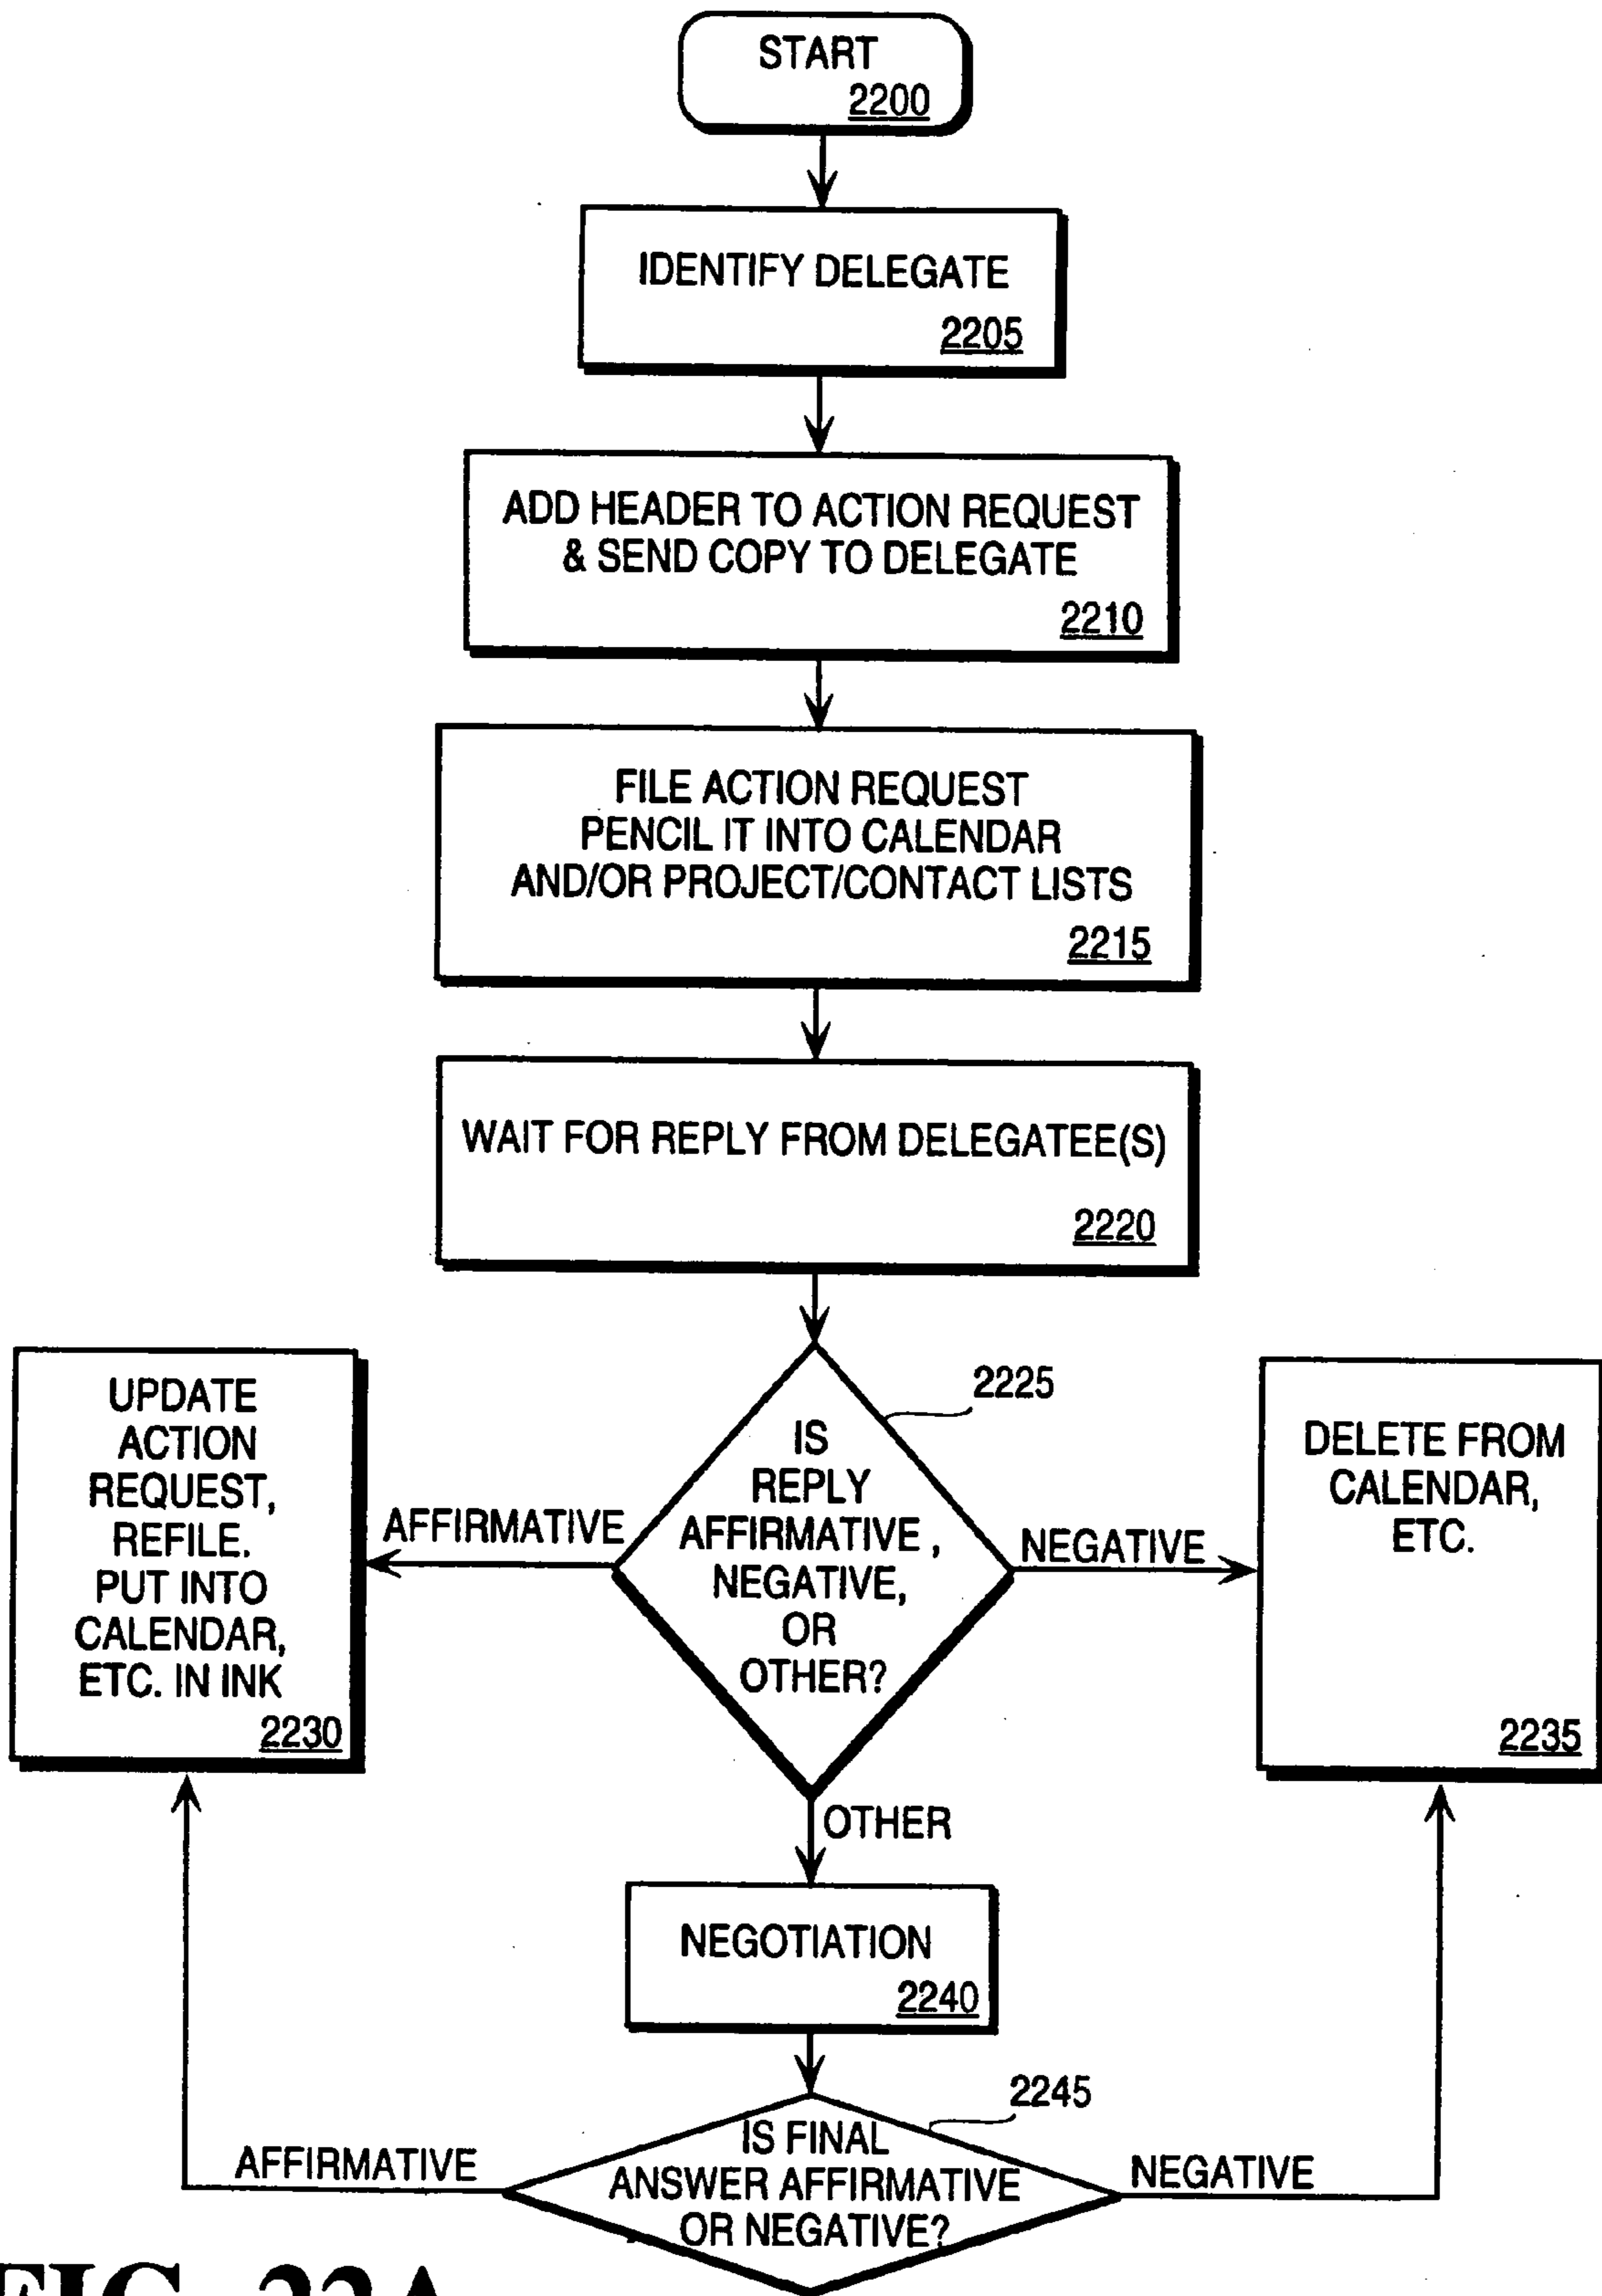 START
2200
IDENTIFY DELEGATE
2205
ADD HEADER TO ACTION REQUEST
& SEND COPY TO DELEGATE
2210
FILE ACTION REQUEST
PENCIL IT INTO CALENDAR
AND/OR PROJECT/CONTACT LISTS
2215
WAIT FOR REPLY FROM DELEGATEE(S)
2220
2225
IS
REPLY
AFFIRMATIVE,
NEGATIVE,
OR
OTHER?
AFFIRMATIVE
NEGATIVE
UPDATE
ACTION
REQUEST,
REFILE.
PUT INTO
CALENDAR,
ETC. IN INK
2230
DELETE FROM
CALENDAR,
ETC.
2235
OTHER
NEGOTIATION
2240
2245
IS FINAL
ANSWER AFFIRMATIVE
OR NEGATIVE?
AFFIRMATIVE
NEGATIVE
FIG. 22A